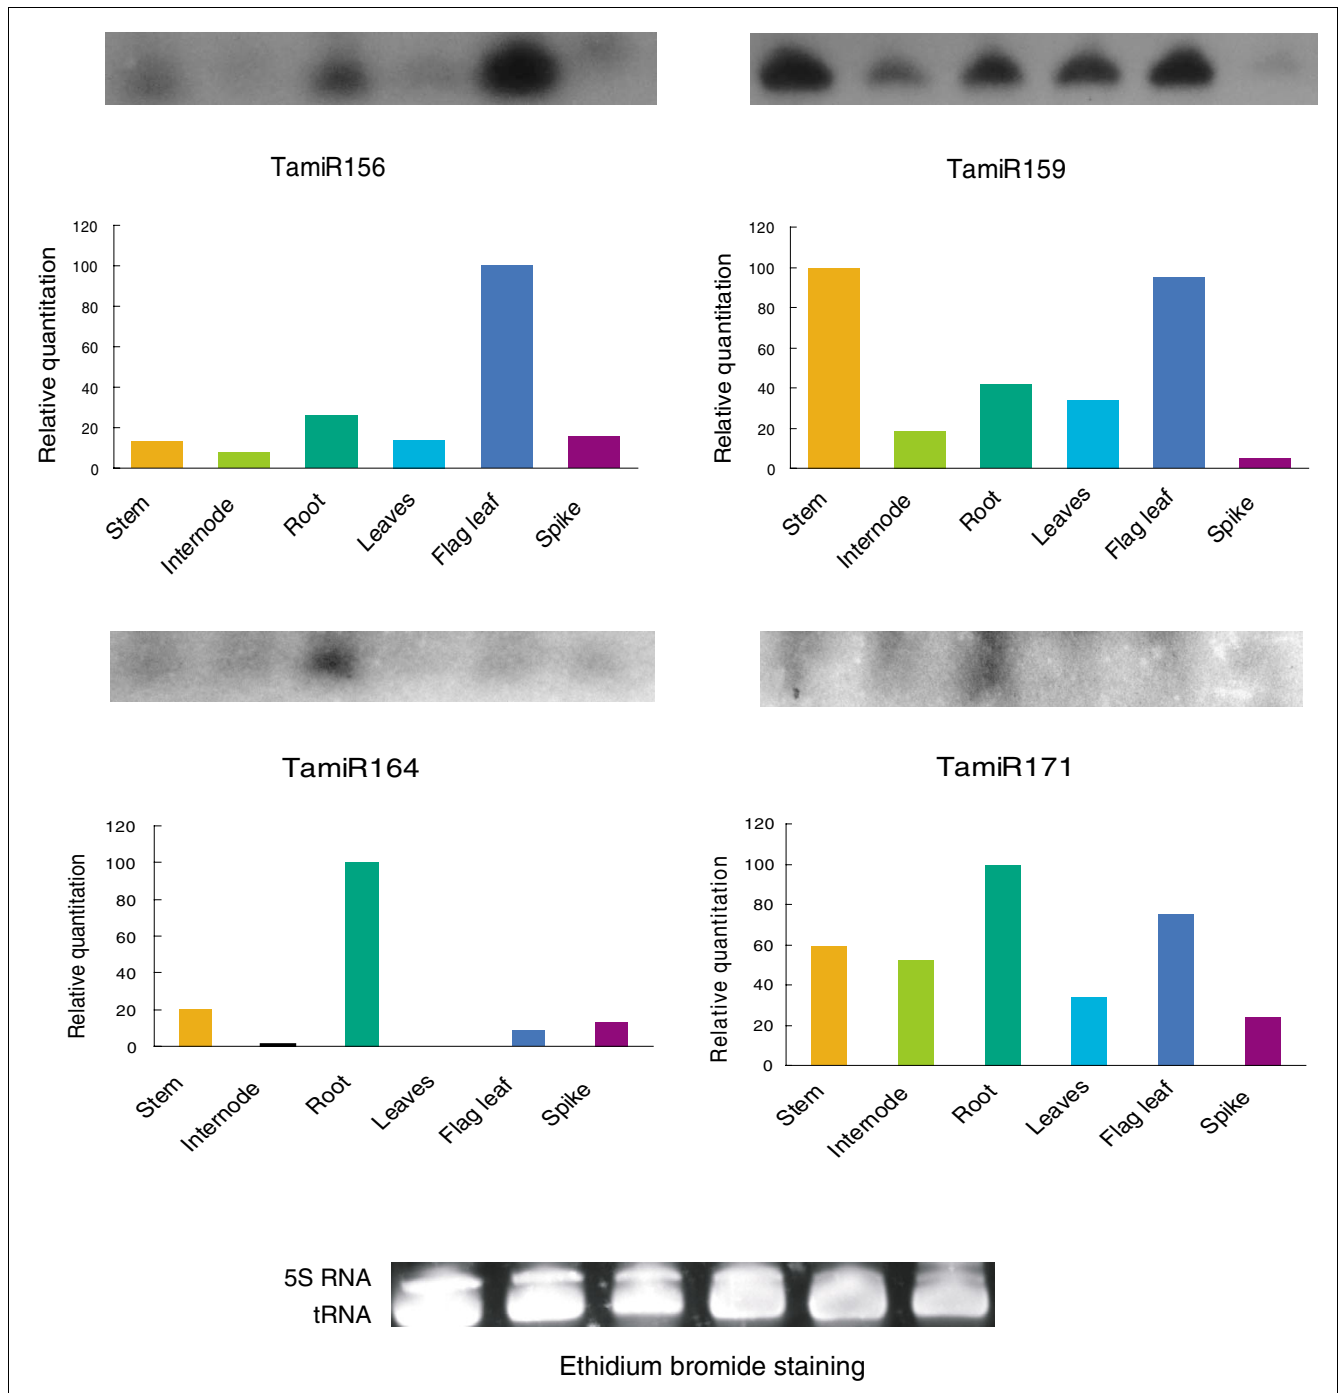 TamiR156
TamiR159
Relative quantitation
120
100
80
60
40
20
0
Stem
Internode
Root
Leaves
Flag leaf
Spike
Relative quantitation
120
100
80
60
40
20
0
Stem
Internode
Root
Leaves
Flag leaf
Spike
TamiR164
TamiR171
Relative quantitation
120
100
80
60
40
20
0
Stem
Internode
Root
Leaves
Flag leaf
Spike
Relative quantitation
120
100
80
60
40
20
0
Stem
Internode
Root
Leaves
Flag leaf
Spike
5S RNA
tRNA
Ethidium bromide staining